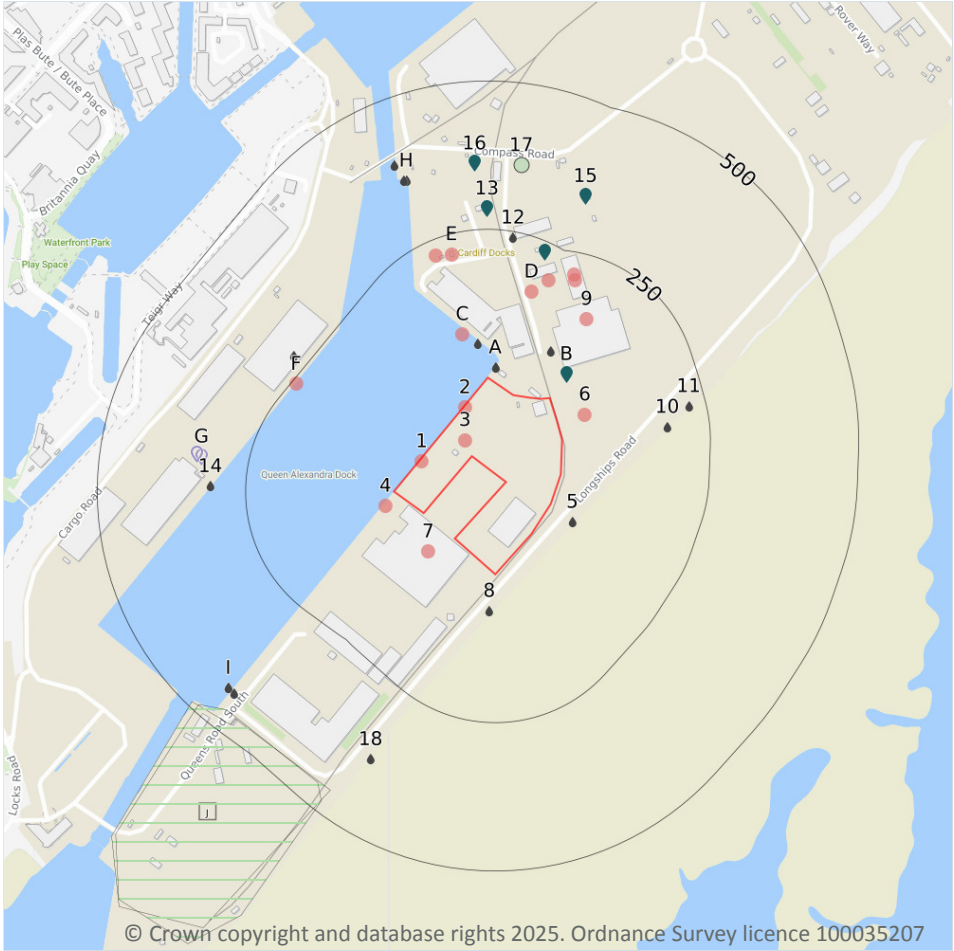 Plas Bute / Bute Place
Rover Way
Britannia Quay
H
16
17
Compass Road
500
15
13
12
Waterfront Park
E
Cardiff Docks
Play Space
D
250
Teigr Way
9
C
A
B
F
11
2
6
10
3
G
1
14
Queen Alexandra Dock
Longships Road
4
5
Cargo Road
7
8
I
Queens Road South
18
Locks Road
J
© Crown copyright and database rights 2025. Ordnance Survey licence 100035207